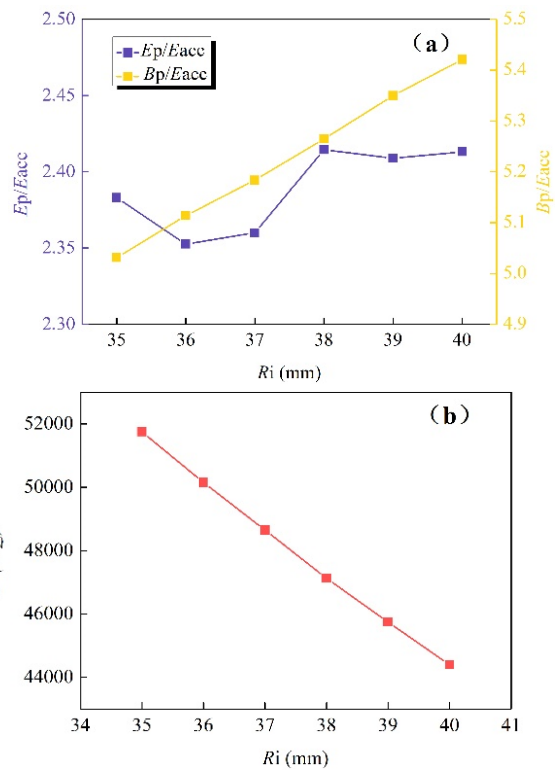 2.50
5.5
Ep/Eacc
Bp/Eacc
（a）
2.45
5.4
5.3
2.40
5.2
2.35
5.1
5.0
2.30
4.9
Ep/Eacc
Bp/Eacc
35 36 37 38 39 40
Ri (mm)
（b）
52000
50000
48000
46000
44000
34 35 36 37 38 39 40 41
Ri (mm)